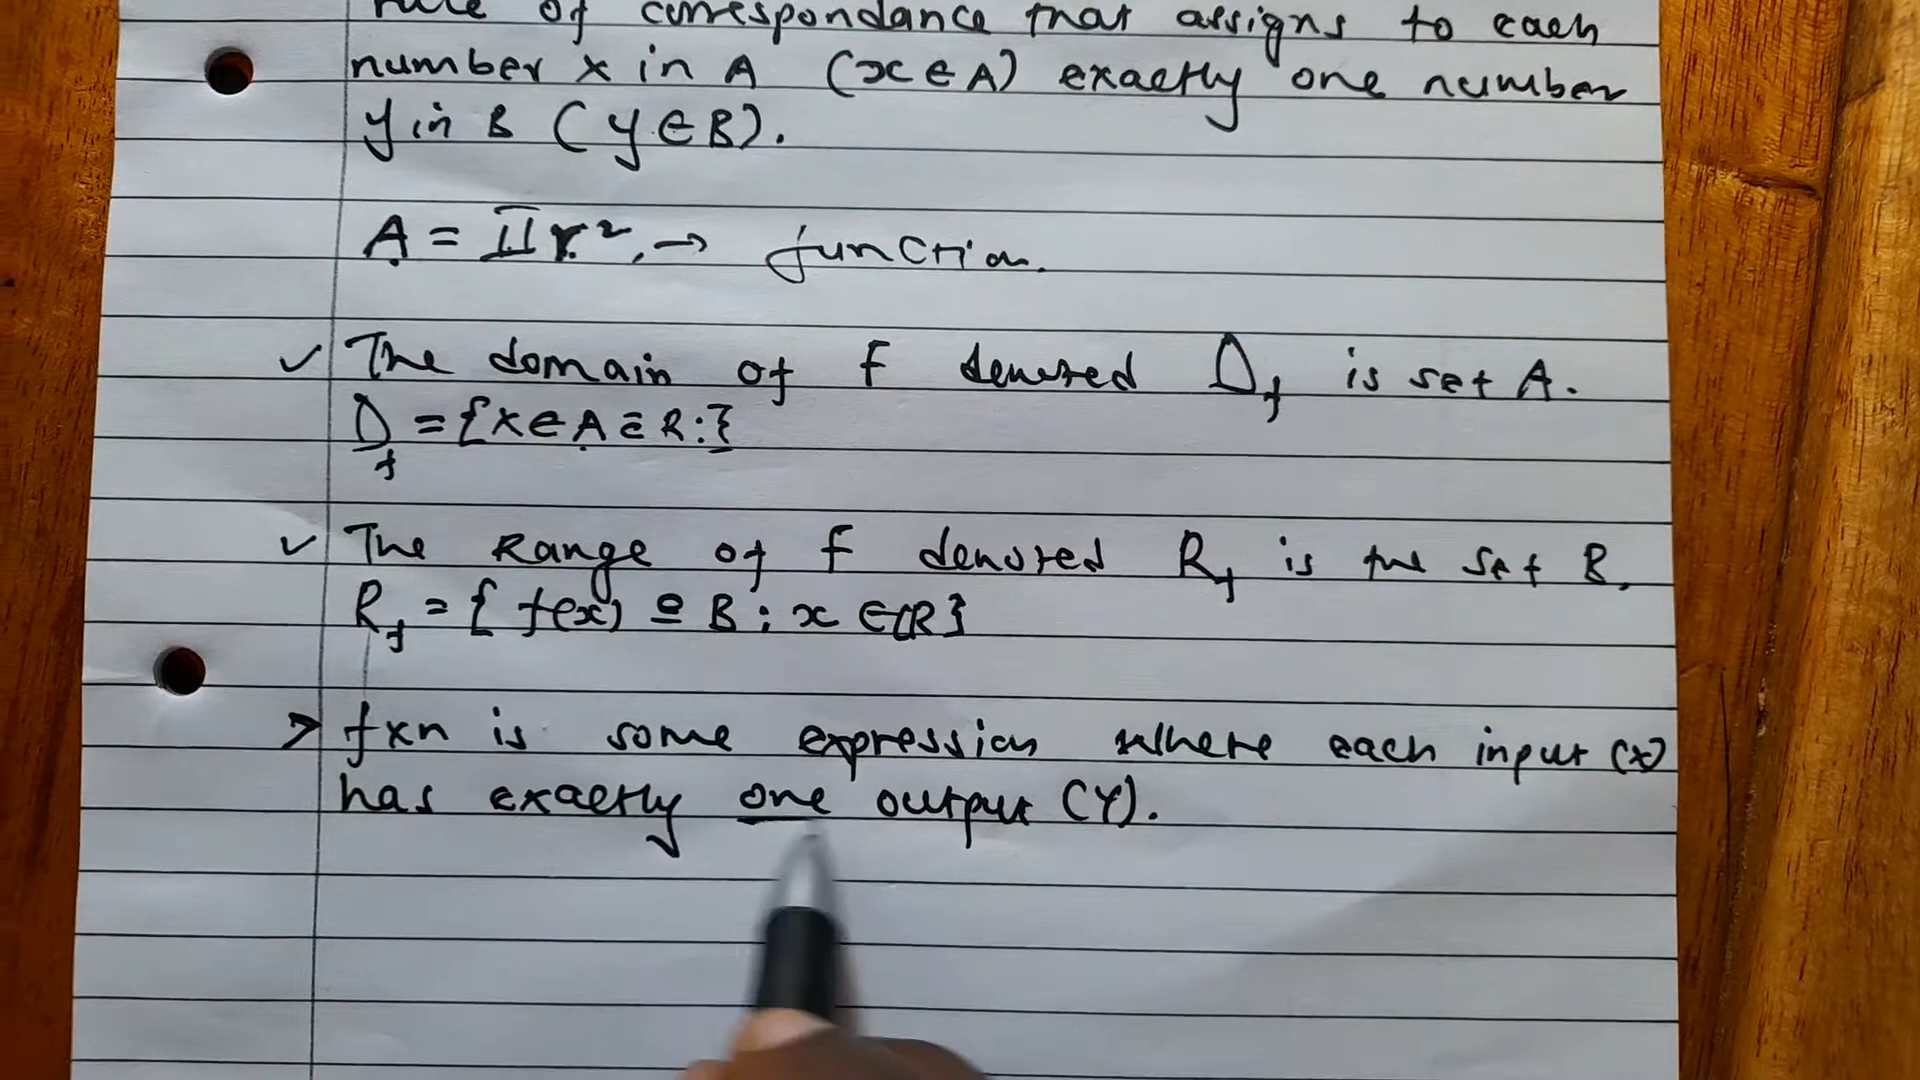 rule of correspondance that assigns to each
number x in A (x ∈ A) exactly one number
y in B (y ∈ B).
A = πr², → function.
✓ The domain of f denoted D_f is set A.
D_f = {x ∈ A ⊆ R:}
✓ The Range of f denoted R_f is the set B.
R_f = { f(x) ⊆ B : x ∈ ℝ}
> fxn is some expression where each input (x)
has exactly one output (y).